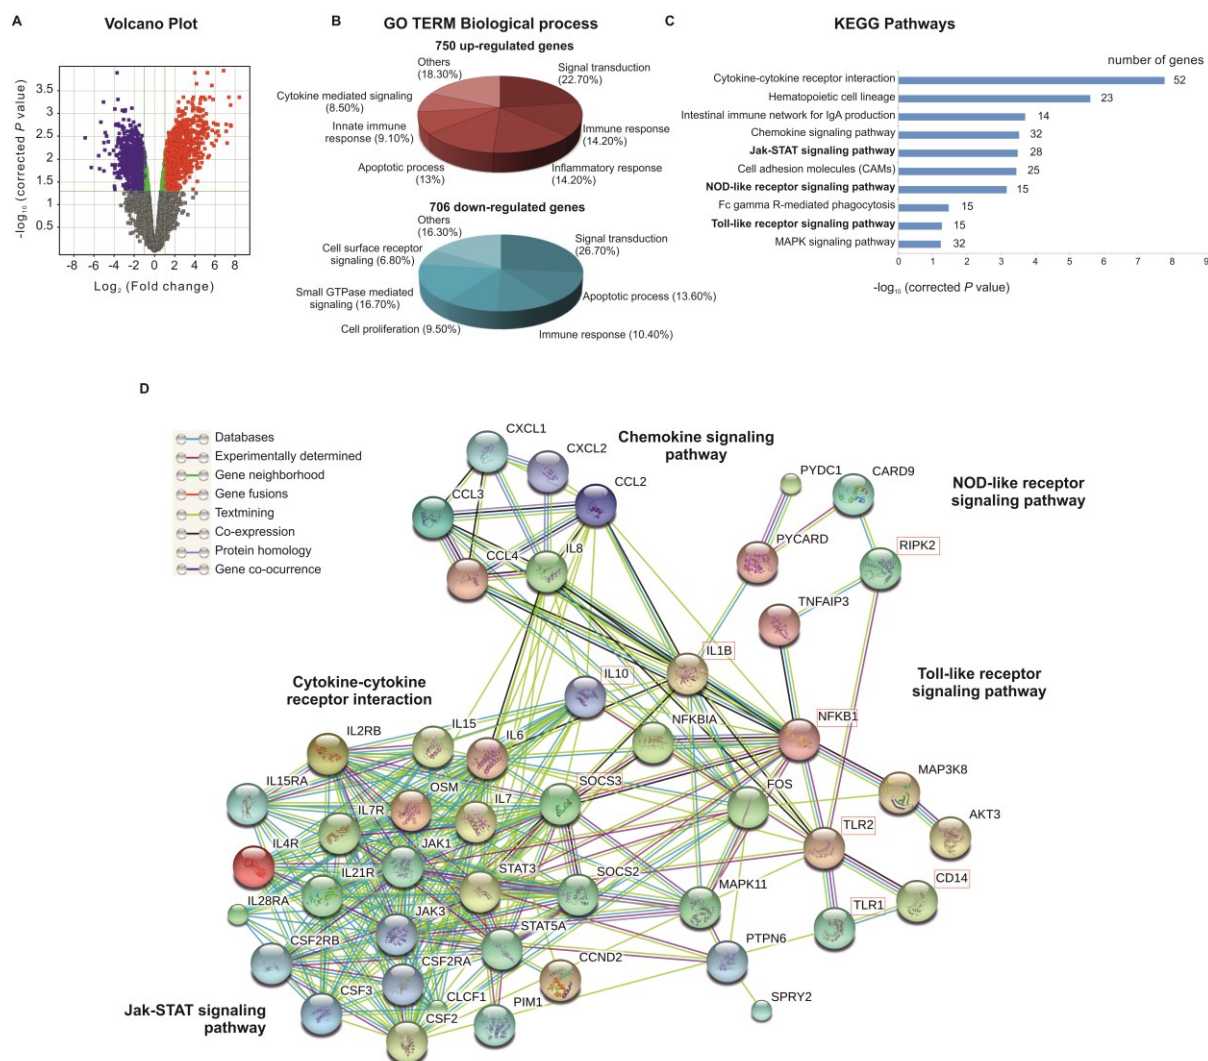 A
Volcano Plot
-log10 (corrected P value)
3.5
3
2.5
2
1.5
1
0.5
-8 -6 -4 -2 0 2 4 6 8
Log2 (Fold change)
B
GO TERM Biological process
750 up-regulated genes
Others
(18.30%)
Signal transduction
(22.70%)
Cytokine mediated signaling
(8.50%)
Innate immune
response (9.10%)
Immune response
(14.20%)
Apoptotic process
(13%)
Inflammatory response
(14.20%)
706 down-regulated genes
Others
(16.30%)
Signal transduction
(26.70%)
Cell surface receptor
signaling (6.80%)
Small GTPase mediated
signaling (16.70%)
Apoptotic process (13.60%)
Cell proliferation (9.50%)
Immune response (10.40%)
C
KEGG Pathways
number of genes
Cytokine-cytokine receptor interaction 52
Hematopoietic cell lineage 23
Intestinal immune network for IgA production 14
Chemokine signaling pathway 32
Jak-STAT signaling pathway 28
Cell adhesion molecules (CAMs) 25
NOD-like receptor signaling pathway 15
Fc gamma R-mediated phagocytosis 15
Toll-like receptor signaling pathway 15
MAPK signaling pathway 32
0 1 2 3 4 5 6 7 8 9
-log10 (corrected P value)
D
Databases
Experimentally determined
Gene neighborhood
Gene fusions
Textmining
Co-expression
Protein homology
Gene co-ocurrence
Chemokine signaling
pathway
NOD-like receptor
signaling pathway
Toll-like receptor
signaling pathway
Cytokine-cytokine
receptor interaction
Jak-STAT signaling
pathway
CXCL1
CXCL2
CCL3
CCL2
CCL4
IL8
PYDC1
CARD9
PYCARD
RIPK2
TNFAIP3
IL1B
IL10
NFKBIA
NFKB1
IL2RB
IL15
IL6
IL15RA
OSM
IL7R
IL7
SOCS3
FOS
MAP3K8
AKT3
TLR2
IL4R
JAK1
IL21R
STAT3
SOCS2
MAPK11
CD14
TLR1
IL28RA
JAK3
STAT5A
CSF2RB
CSF2RA
CCND2
PTPN6
CSF3
CLCF1
PIM1
SPRY2
CSF2